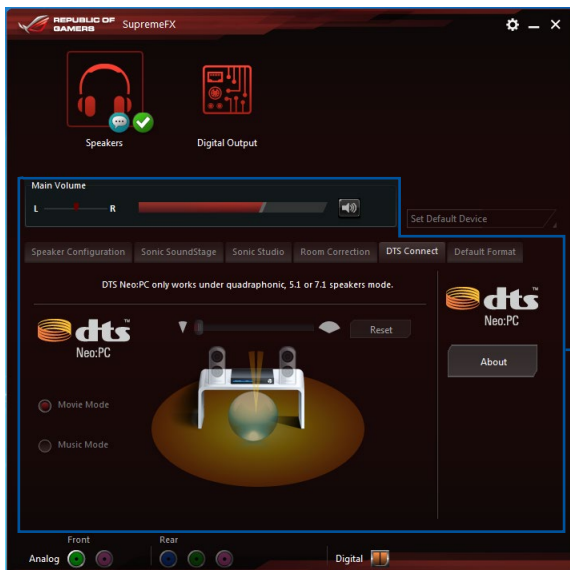 REPUBLIC OF
GAMERS
SupremeFX
Speakers
Digital Output
Main Volume
L
R
Set Default Device
Speaker Configuration
Sonic SoundStage
Sonic Studio
Room Correction
DTS Connect
Default Format
DTS Neo:PC only works under quadraphonic, 5.1 or 7.1 speakers mode.
dts™
Neo:PC
Reset
Movie Mode
Music Mode
dts™
Neo:PC
About
Front
Rear
Analog
Digital